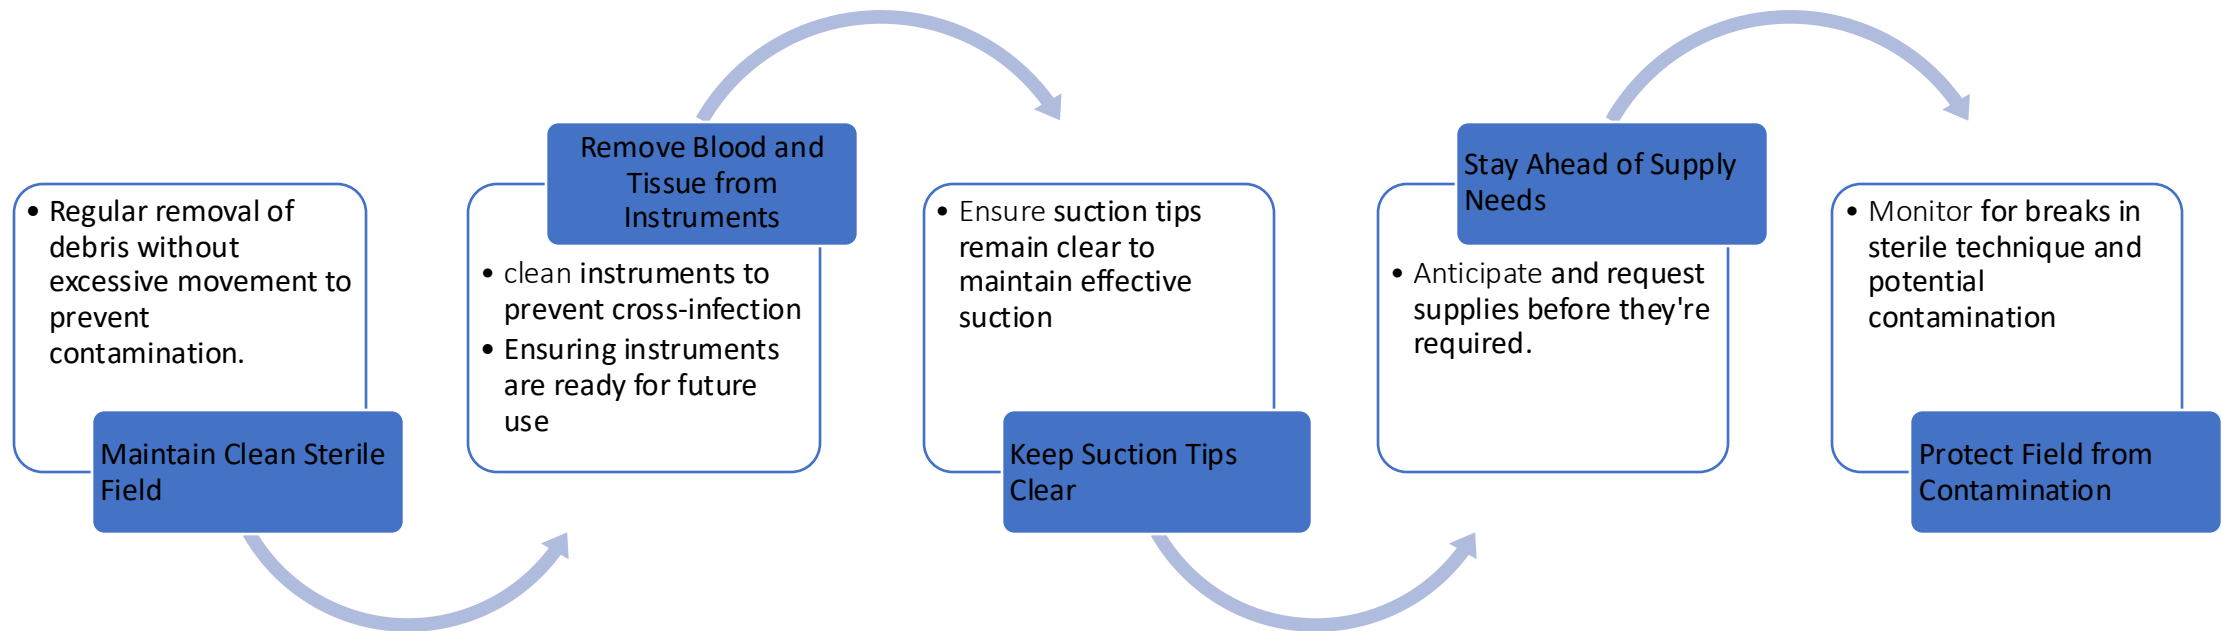 • Regular removal of
debris without
excessive movement to
prevent
contamination.
Maintain Clean Sterile
Field
Remove Blood and
Tissue from
Instruments
• clean instruments to
prevent cross-infection
• Ensuring instruments
are ready for future
use
• Ensure suction tips
remain clear to
maintain effective
suction
Keep Suction Tips
Clear
Stay Ahead of Supply
Needs
• Anticipate and request
supplies before they're
required.
• Monitor for breaks in
sterile technique and
potential
contamination
Protect Field from
Contamination